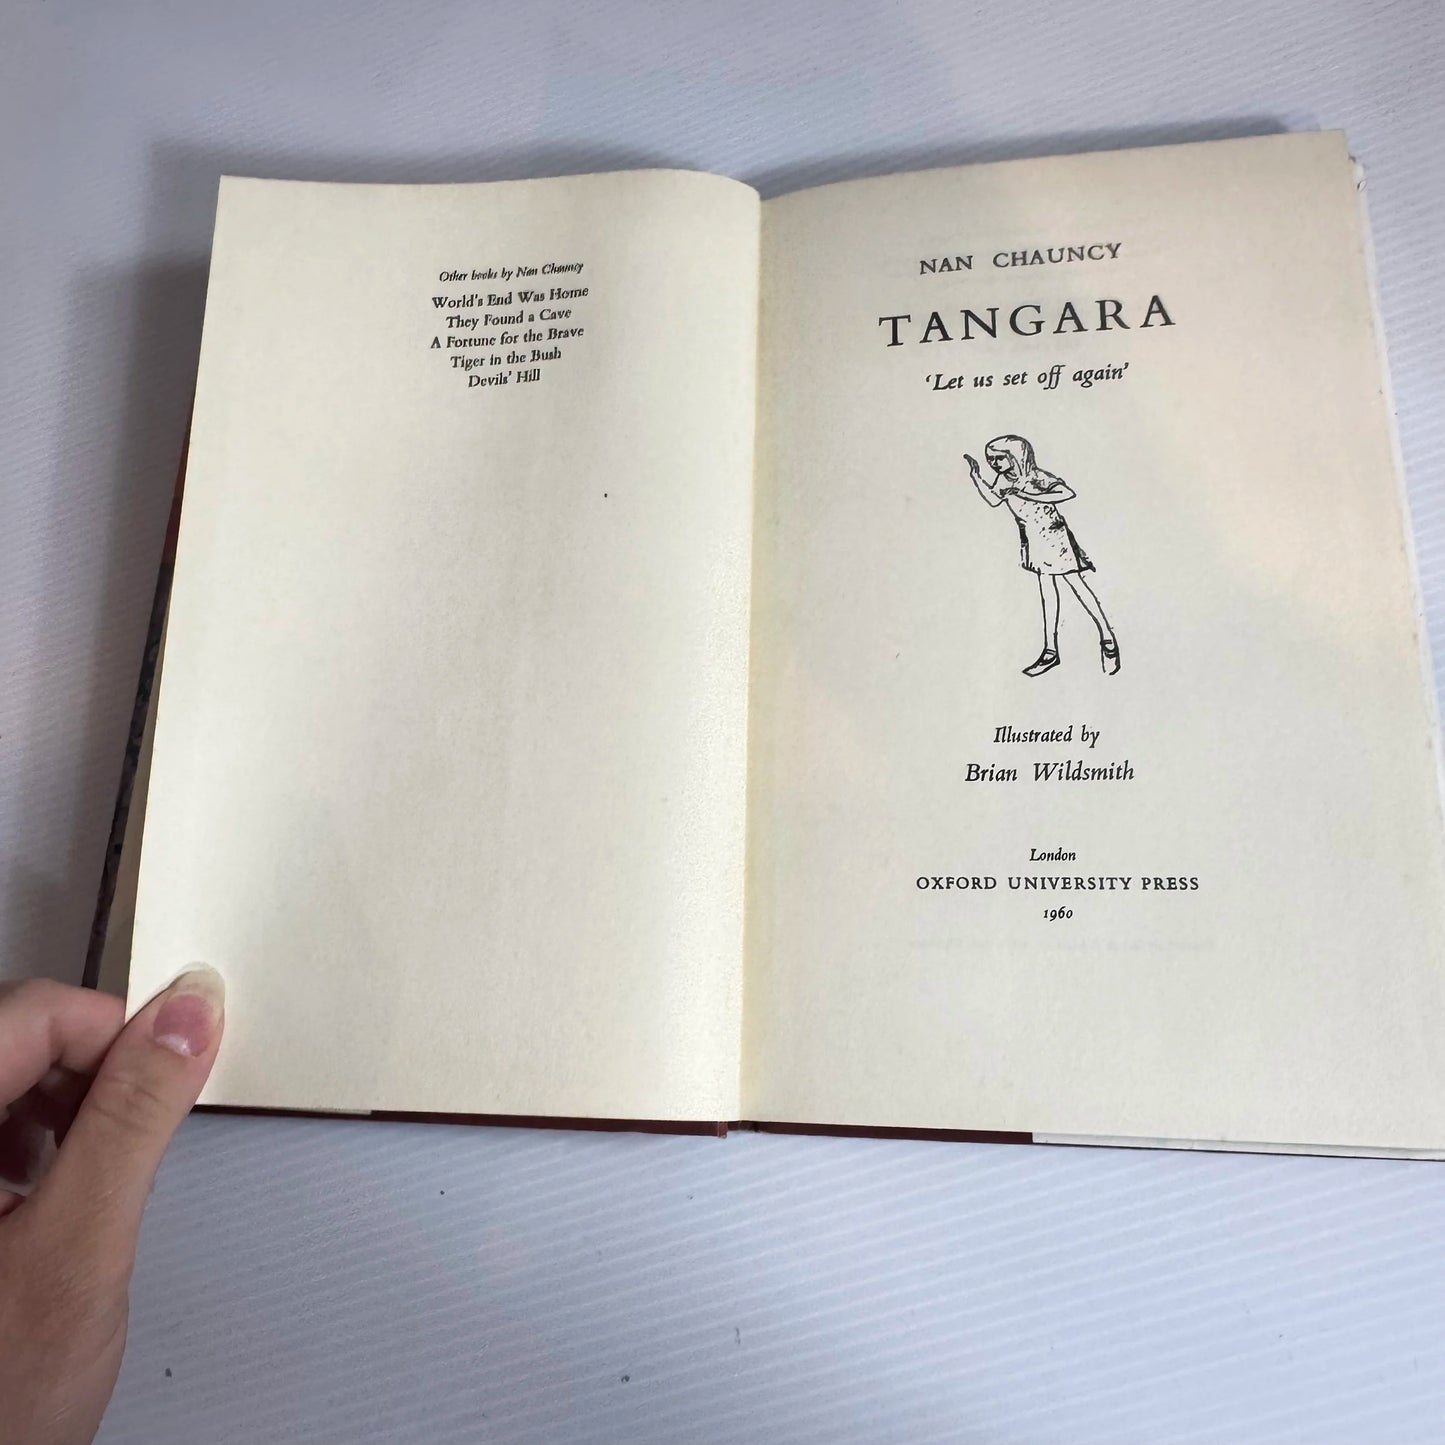 Other books by Nan Chauncy
World's End Was Home
They Found a Cave
A Fortune for the Brave
Tiger in the Bush
Devils' Hill
NAN CHAUNCY
TANGARA
‘Let us set off again’
Illustrated by
Brian Wildsmith
London
OXFORD UNIVERSITY PRESS
1960